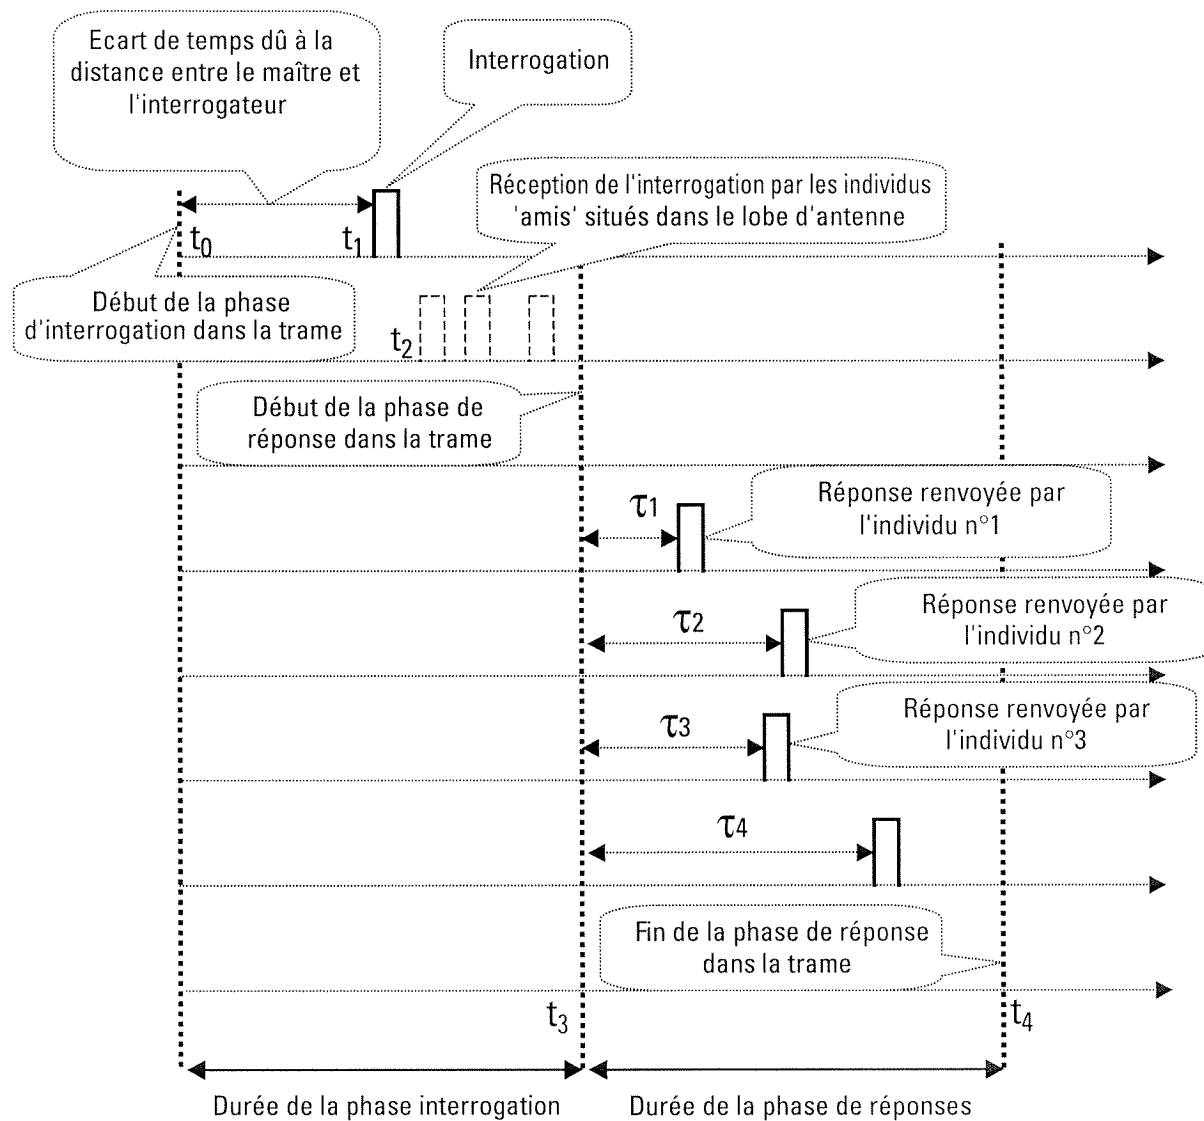 Ecart de temps dû à la
distance entre le maître et
l'interrogateur
Interrogation
Réception de l'interrogation par les individus
'amis' situés dans le lobe d'antenne
t0
t1
Début de la phase
d'interrogation dans la trame
t2
Début de la phase de
réponse dans la trame
τ1
Réponse renvoyée par
l'individu n°1
τ2
Réponse renvoyée par
l'individu n°2
τ3
Réponse renvoyée par
l'individu n°3
τ4
Fin de la phase de réponse
dans la trame
t3
t4
Durée de la phase interrogation
Durée de la phase de réponses